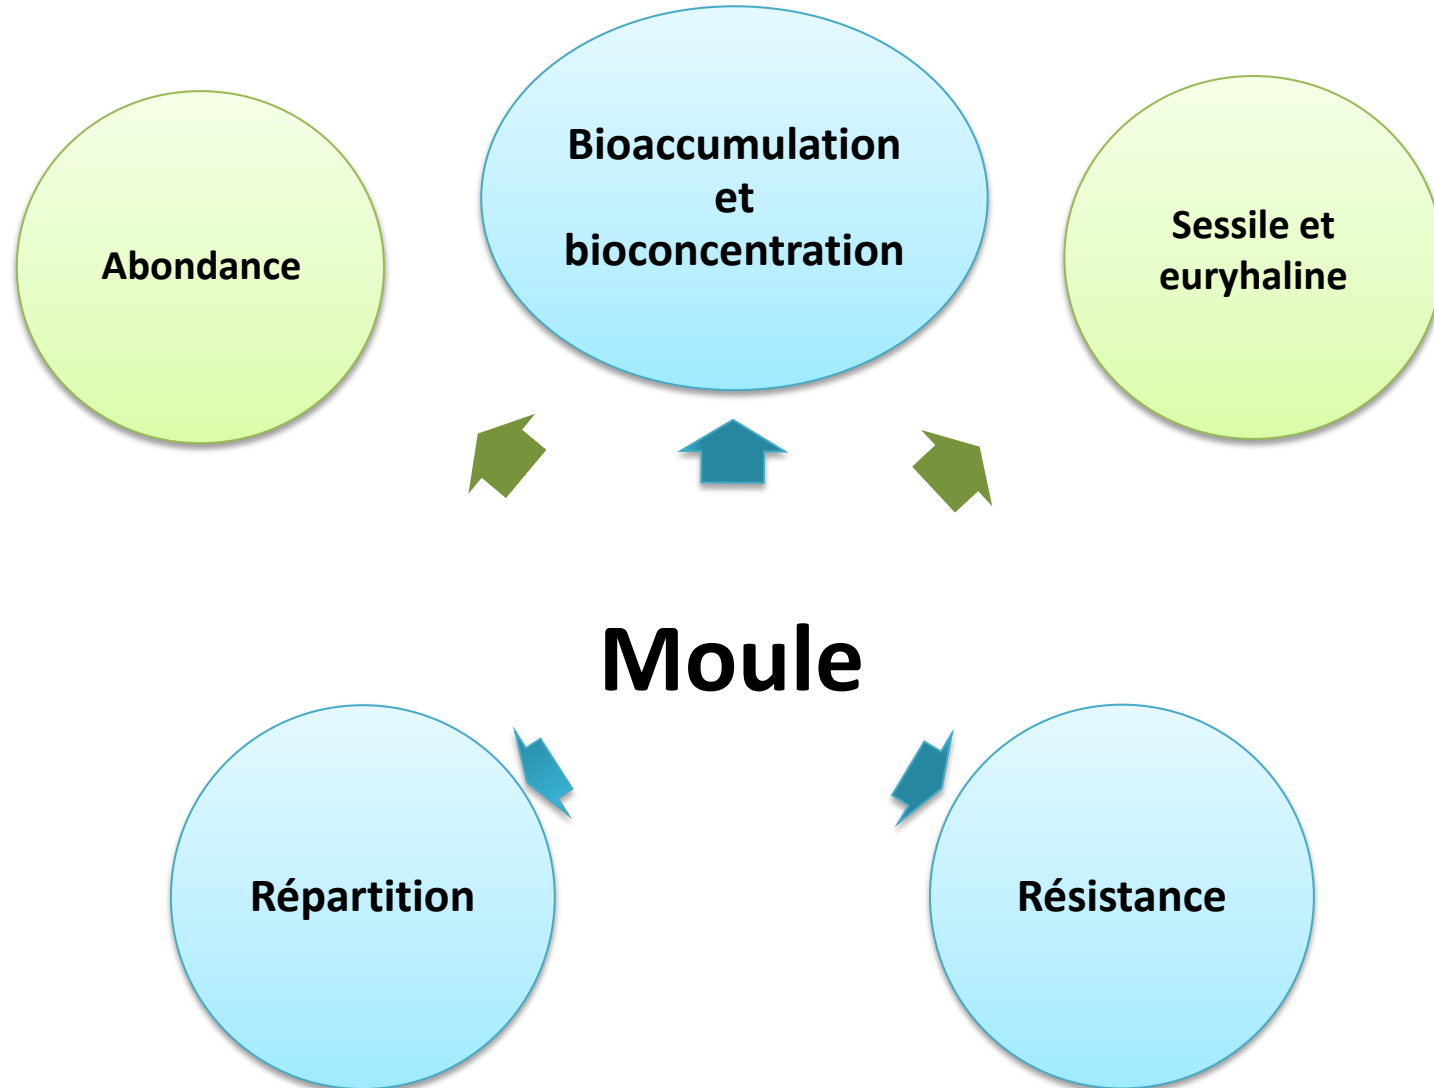 Bioaccumulation
et
bioconcentration
Abondance
Sessile et
euryhaline
Moule
Répartition
Résistance